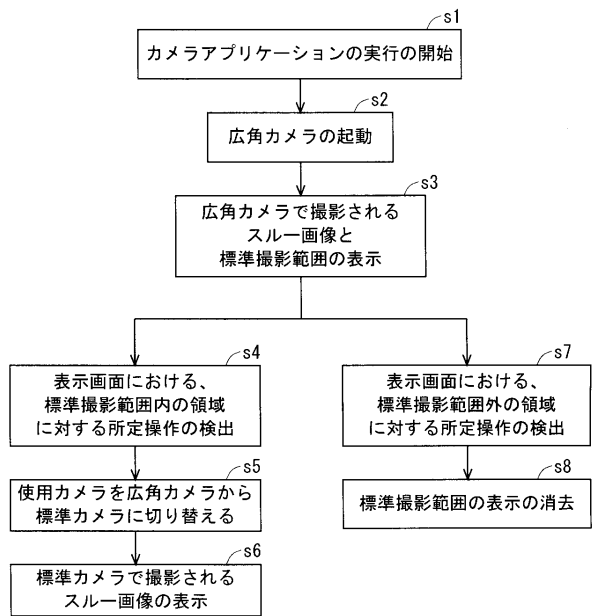 s1
カメラアプリケーションの実行の開始
s2
広角カメラの起動
s3
広角カメラで撮影される
スルー画像と
標準撮影範囲の表示
s4
表示画面における、
標準撮影範囲内の領域
に対する所定操作の検出
s5
使用カメラを広角カメラから
標準カメラに切り替える
s6
標準カメラで撮影される
スルー画像の表示
s7
表示画面における、
標準撮影範囲外の領域
に対する所定操作の検出
s8
標準撮影範囲の表示の消去